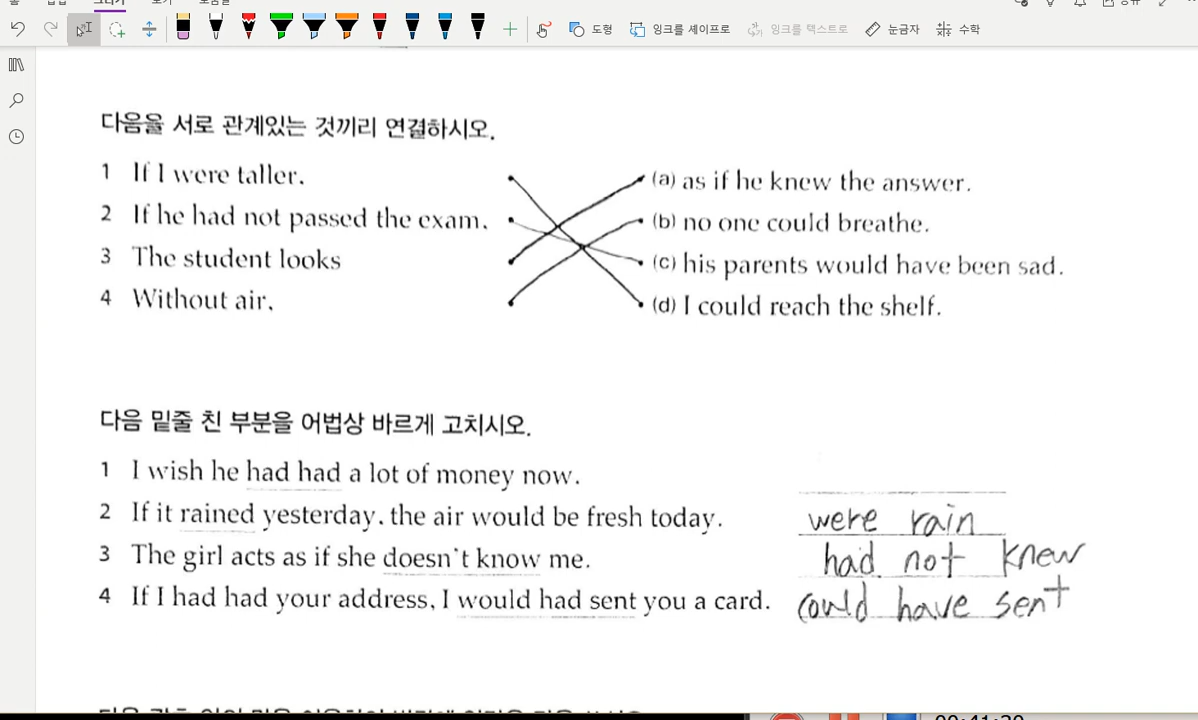 도형
잉크를 셰이프로
잉크를 텍스트로
눈금자
수학
다음을 서로 관계있는 것끼리 연결하시오.
1 If I were taller.
(a) as if he knew the answer.
2 If he had not passed the exam.
(b) no one could breathe.
3 The student looks
(c) his parents would have been sad.
4 Without air,
(d) I could reach the shelf.
다음 밑줄 친 부분을 어법상 바르게 고치시오.
1 I wish he had had a lot of money now.
2 If it rained yesterday, the air would be fresh today.
were rain
3 The girl acts as if she doesn't know me.
had not knew
4 If I had had your address, I would had sent you a card.
could have sent